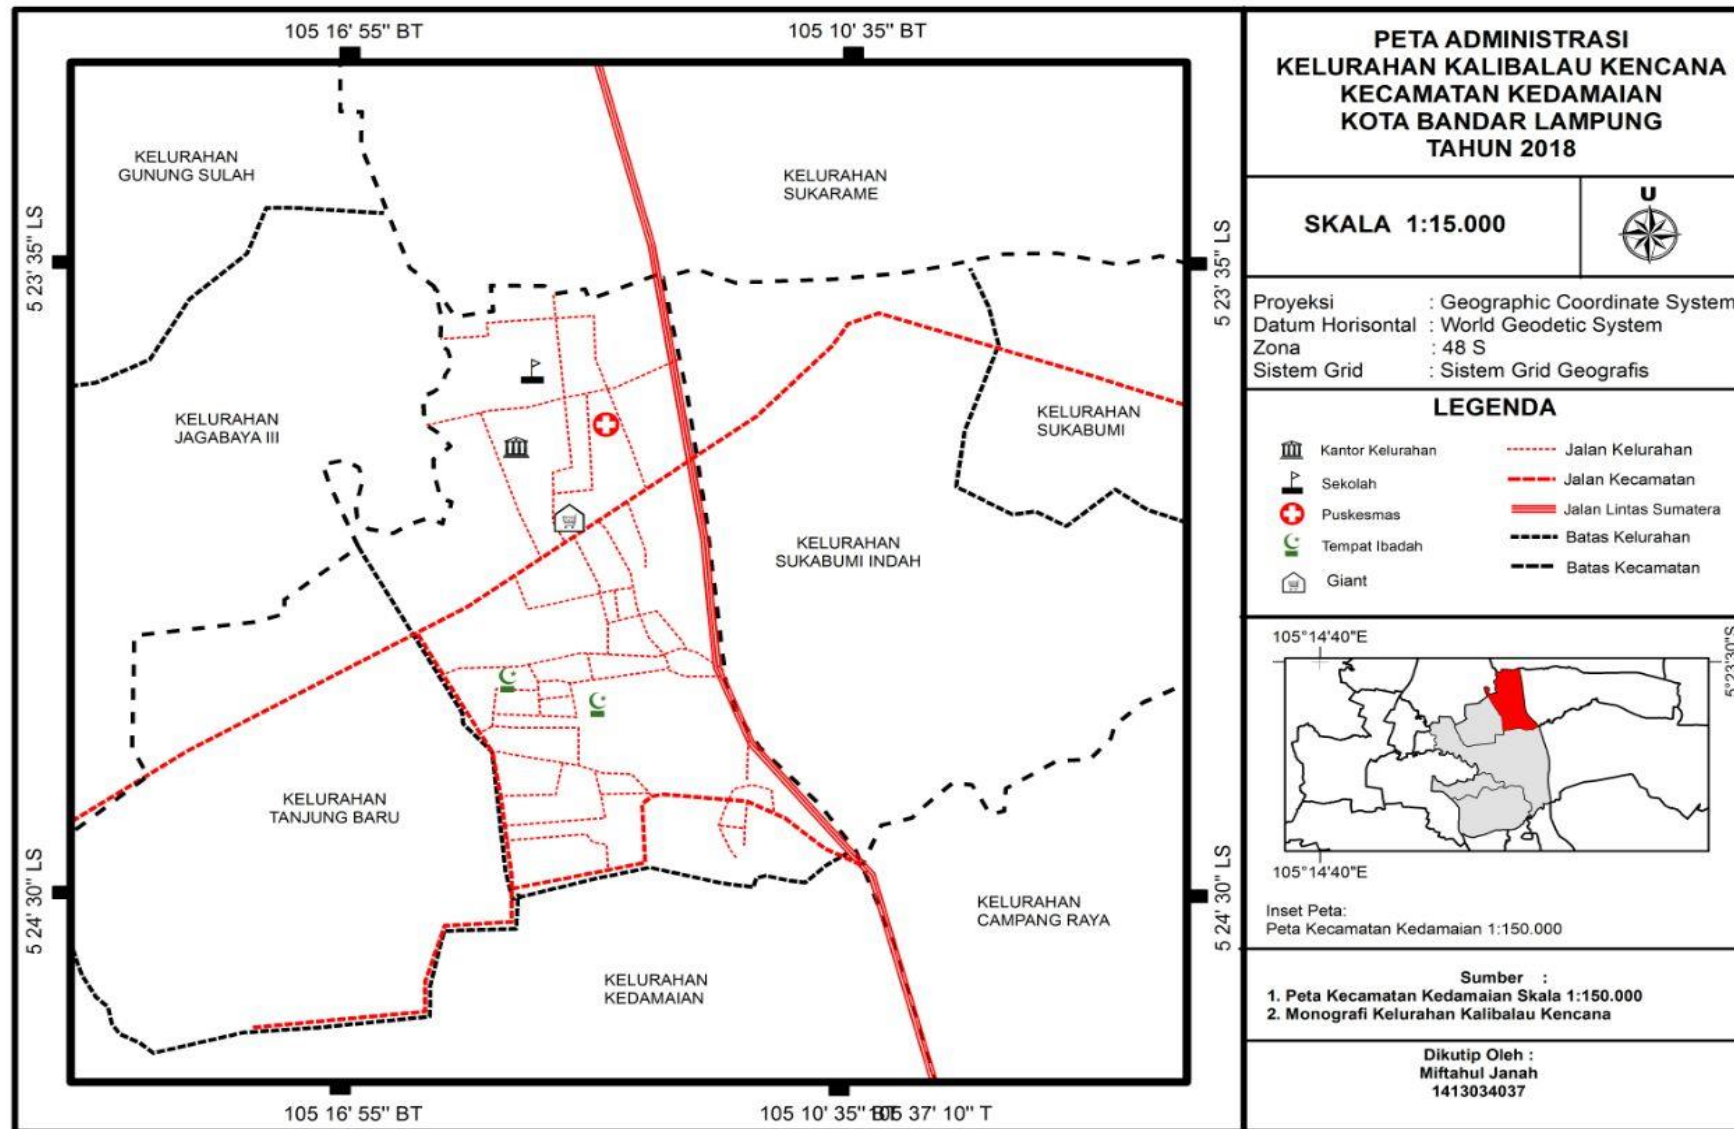 105 16' 55" BT
105 10' 35" BT
KELURAHAN
GUNUNG SULAH
KELURAHAN
SUKARAME
5 23' 35" LS
5 23' 35" LS
KELURAHAN
JAGABAYA III
KELURAHAN
SUKABUMI
KELURAHAN
SUKABUMI INDAH
KELURAHAN
TANJUNG BARU
5 24' 30" LS
5 24' 30" LS
KELURAHAN
CAMPANG RAYA
KELURAHAN
KEDAMAIAN
105 16' 55" BT
105 10' 35" BT
105 37' 10" T
PETA ADMINISTRASI
KELURAHAN KALIBALAU KENCANA
KECAMATAN KEDAMAIAN
KOTA BANDAR LAMPUNG
TAHUN 2018
SKALA 1:15.000
U
Proyeksi : Geographic Coordinate System
Datum Horisontal : World Geodetic System
Zona : 48 S
Sistem Grid : Sistem Grid Geografis
LEGENDA
Kantor Kelurahan
Sekolah
Puskesmas
Tempat Ibadah
Giant
Jalan Kelurahan
Jalan Kecamatan
Jalan Lintas Sumatera
Batas Kelurahan
Batas Kecamatan
105°14'40"E
5°23'30"S
105°14'40"E
Inset Peta:
Peta Kecamatan Kedamaian 1:150.000
Sumber :
1. Peta Kecamatan Kedamaian Skala 1:150.000
2. Monografi Kelurahan Kalibalau Kencana
Dikutip Oleh :
Miftahul Janah
1413034037